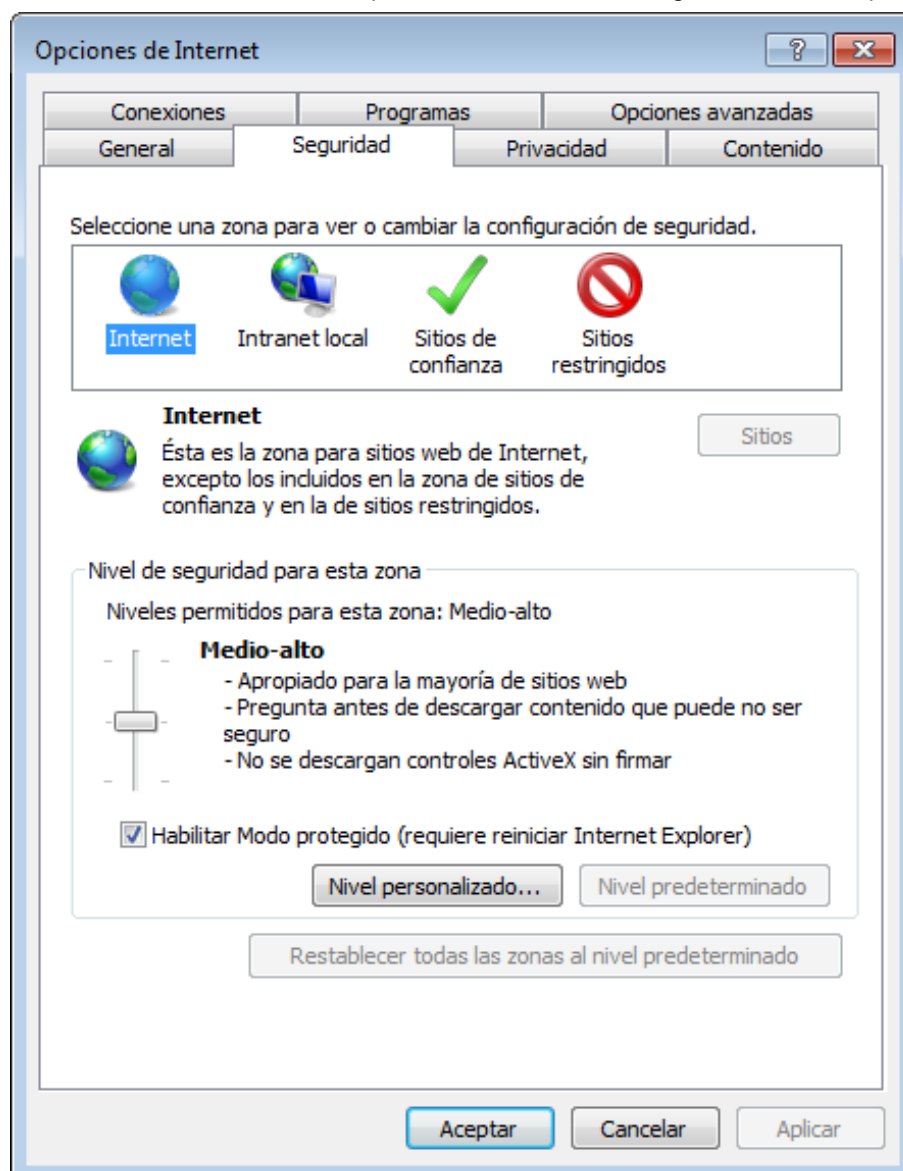 Opciones de Internet
Conexiones Programas Opciones avanzadas
General Seguridad Privacidad Contenido
Seleccione una zona para ver o cambiar la configuración de seguridad.
Internet Intranet local Sitios de Sitios
confianza restringidos
Internet
Sitios
Ésta es la zona para sitios web de Internet,
excepto los incluidos en la zona de sitios de
confianza y en la de sitios restringidos.
Nivel de seguridad para esta zona
Niveles permitidos para esta zona: Medio-alto
Medio-alto
- Apropiado para la mayoría de sitios web
- Pregunta antes de descargar contenido que puede no ser
seguro
- No se descargan controles ActiveX sin firmar
Habilitar Modo protegido (requiere reiniciar Internet Explorer)
Nivel personalizado... Nivel predeterminado
Restablecer todas las zonas al nivel predeterminado
Aceptar Cancelar Aplicar